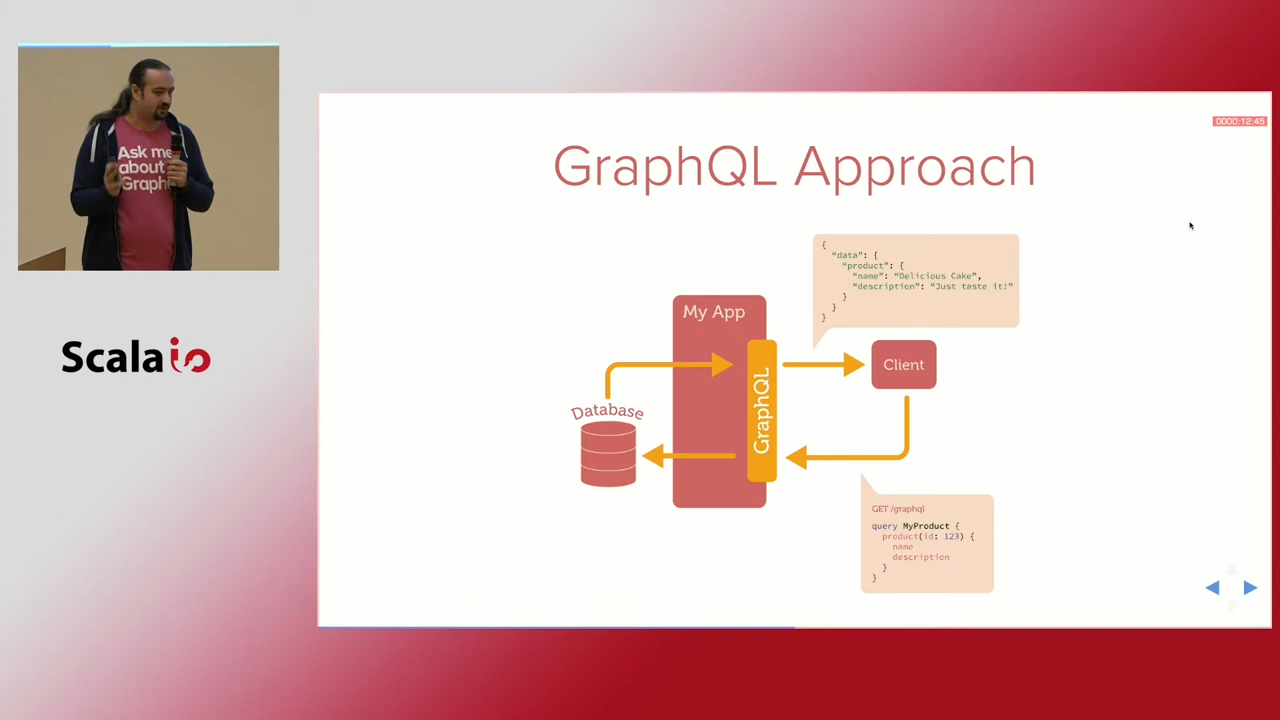 Ask me
about
Graph
Scala io
0000:12:45
GraphQL Approach
{
"data": {
"product": {
"name": "Delicious Cake",
"description": "Just taste it!"
}
}
}
My App
GraphQL
Client
Database
GET /graphql
query MyProduct {
product(id: 123) {
name
description
}
}